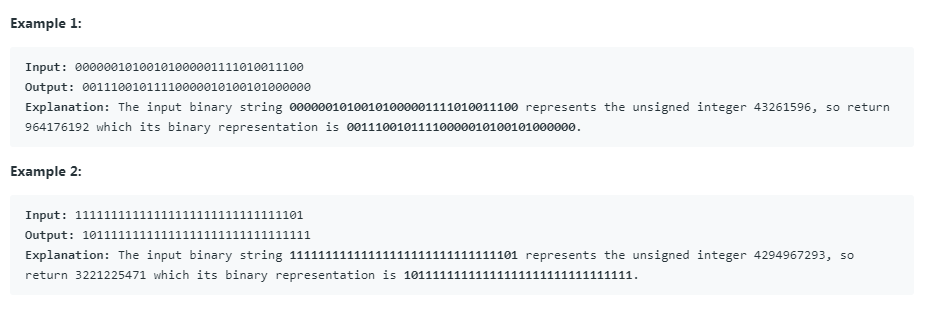 Example 1:
Input: 00000010100101000001111010011100
Output: 00111001011110000010100101000000
Explanation: The input binary string 00000010100101000001111010011100 represents the unsigned integer 43261596, so return
964176192 which its binary representation is 00111001011110000010100101000000.
Example 2:
Input: 11111111111111111111111111111101
Output: 10111111111111111111111111111111
Explanation: The input binary string 11111111111111111111111111111101 represents the unsigned integer 4294967293, so
return 3221225471 which its binary representation is 10111111111111111111111111111111.